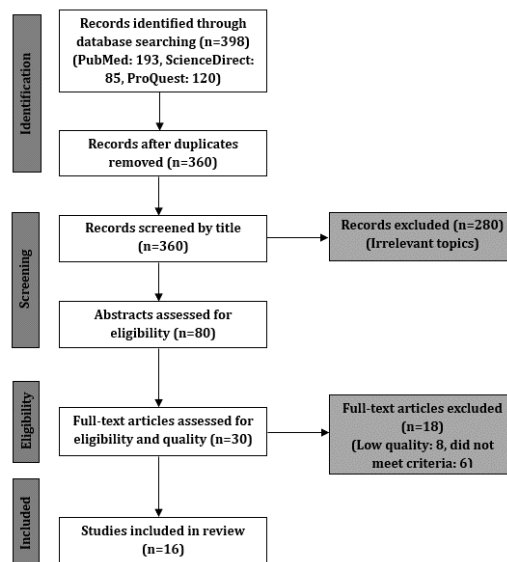 Identification
Records identified through
database searching (n=398)
(PubMed: 193, ScienceDirect:
85, ProQuest: 120)
Records after duplicates
removed (n=360)
Screening
Records screened by title
(n=360)
Records excluded (n=280)
(Irrelevant topics)
Abstracts assessed for
eligibility (n=80)
Eligibility
Full-text articles assessed for
eligibility and quality (n=30)
Full-text articles excluded
(n=18)
(Low quality: 8, did not
meet criteria: 6)
Included
Studies included in review
(n=16)